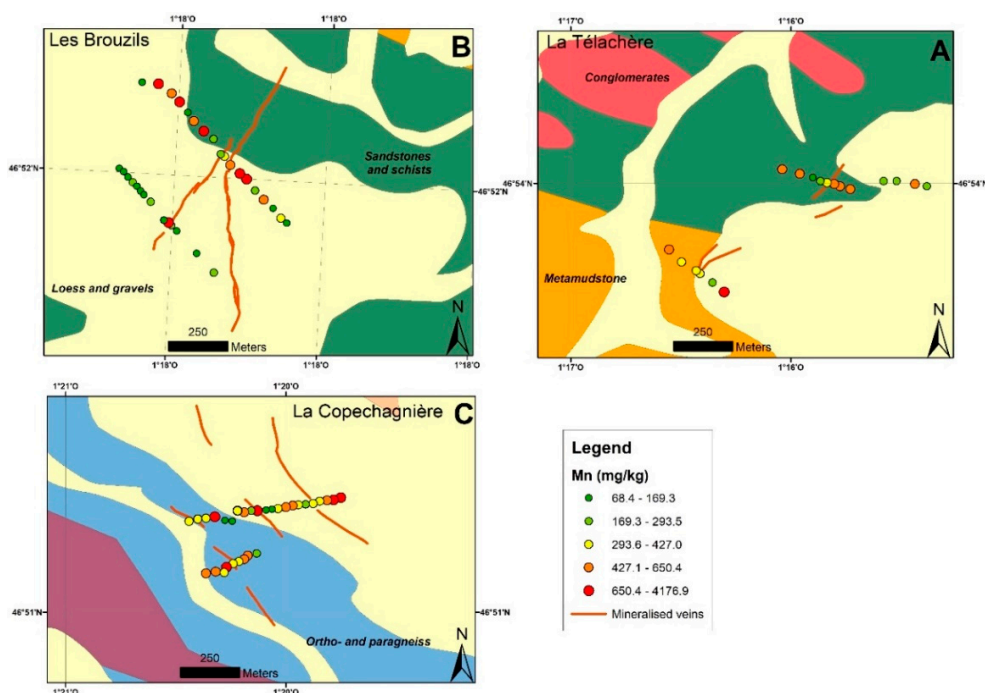 1°18'O
1°18'O
Les Brouzils
B
46°52'N
46°52'N
Sandstones
and schists
Loess and gravels
250
Meters
N
1°18'O
1°18'O
1°18'O
1°17'O
1°16'O
La Télachère
A
Conglomerates
46°54'N
46°54'N
Metamudstone
250
Meters
N
1°17'O
1°16'O
1°21'O
1°20'O
La Copechagnière
C
46°51'N
46°51'N
Ortho- and paragneiss
250
Meters
N
1°21'O
1°20'O
Legend
Mn (mg/kg)
68.4 - 169.3
169.3 - 293.5
293.6 - 427.0
427.1 - 650.4
650.4 - 4176.9
Mineralised veins